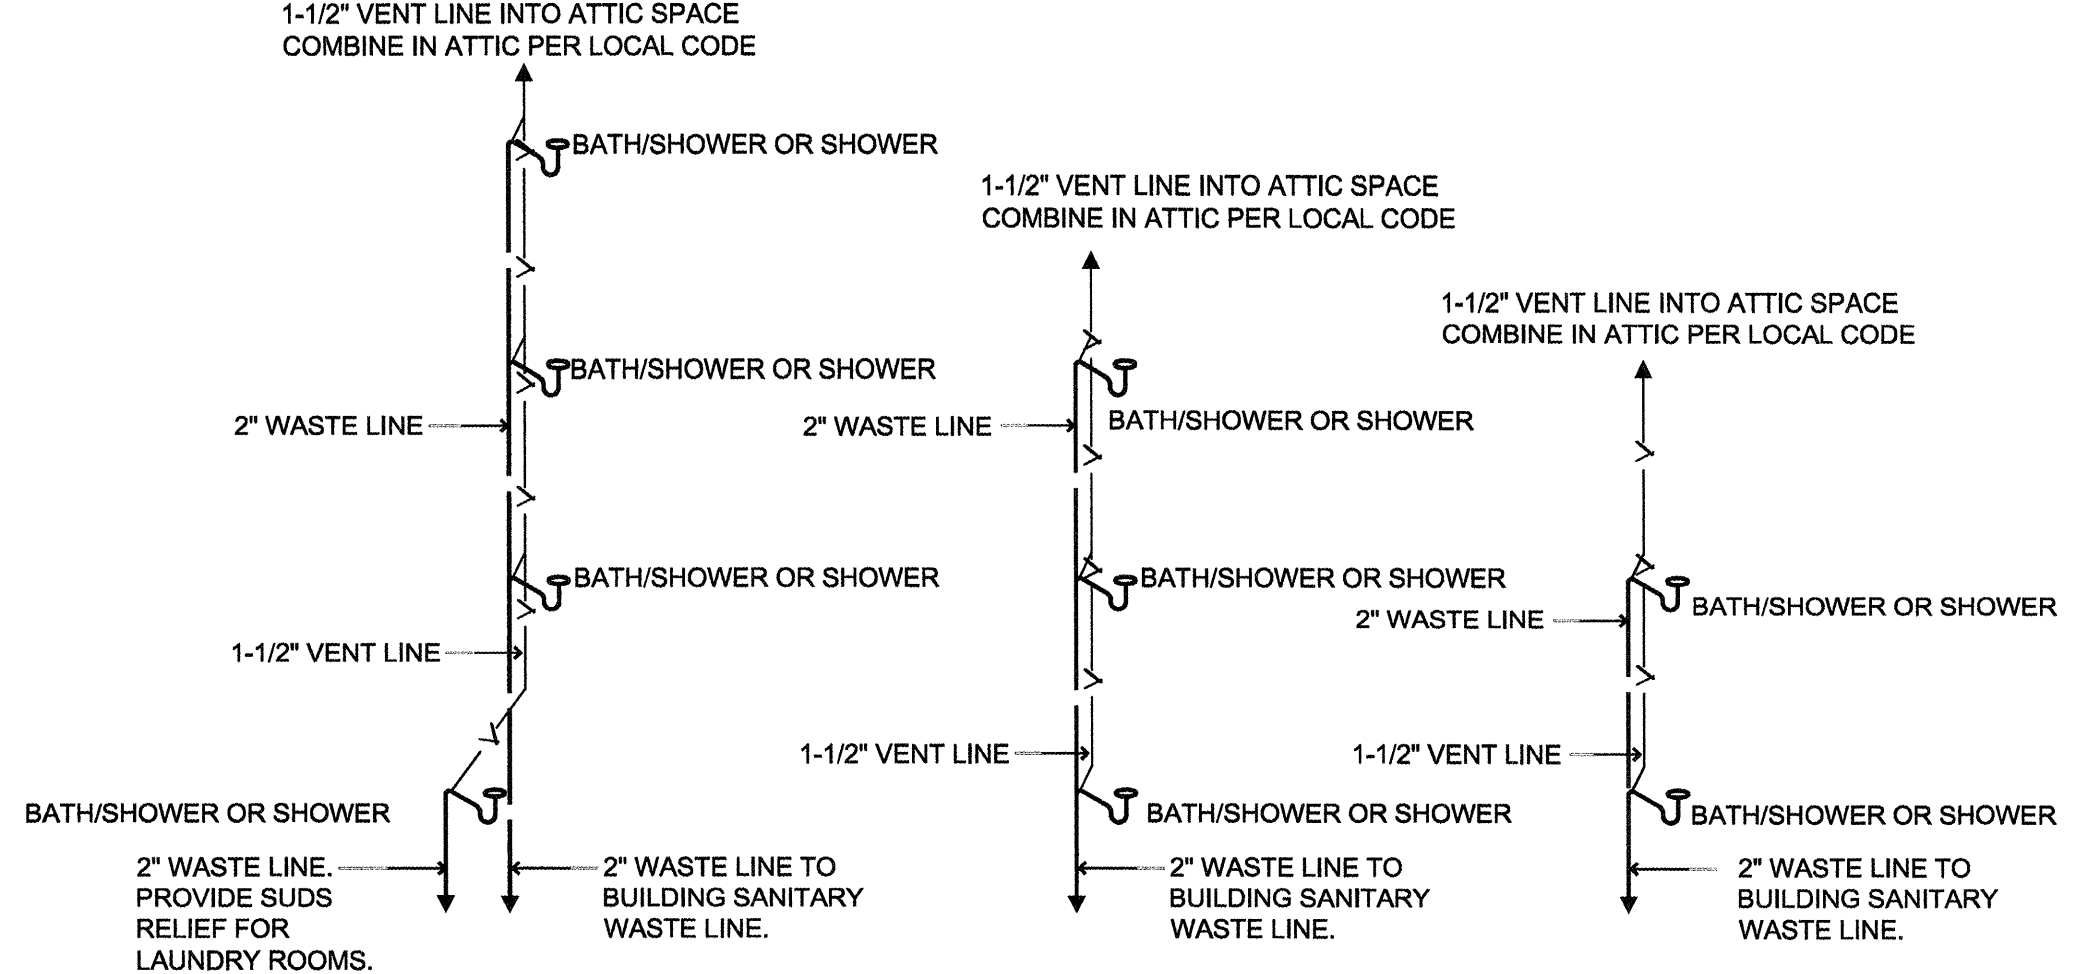 1-1/2" VENT LINE INTO ATTIC SPACE
COMBINE IN ATTIC PER LOCAL CODE
BATH/SHOWER OR SHOWER
BATH/SHOWER OR SHOWER
2" WASTE LINE
BATH/SHOWER OR SHOWER
1-1/2" VENT LINE
BATH/SHOWER OR SHOWER
2" WASTE LINE.
PROVIDE SUDS
RELIEF FOR
LAUNDRY ROOMS.
2" WASTE LINE TO
BUILDING SANITARY
WASTE LINE.
1-1/2" VENT LINE INTO ATTIC SPACE
COMBINE IN ATTIC PER LOCAL CODE
2" WASTE LINE
BATH/SHOWER OR SHOWER
BATH/SHOWER OR SHOWER
1-1/2" VENT LINE
BATH/SHOWER OR SHOWER
2" WASTE LINE TO
BUILDING SANITARY
WASTE LINE.
1-1/2" VENT LINE INTO ATTIC SPACE
COMBINE IN ATTIC PER LOCAL CODE
BATH/SHOWER OR SHOWER
2" WASTE LINE
1-1/2" VENT LINE
BATH/SHOWER OR SHOWER
2" WASTE LINE TO
BUILDING SANITARY
WASTE LINE.